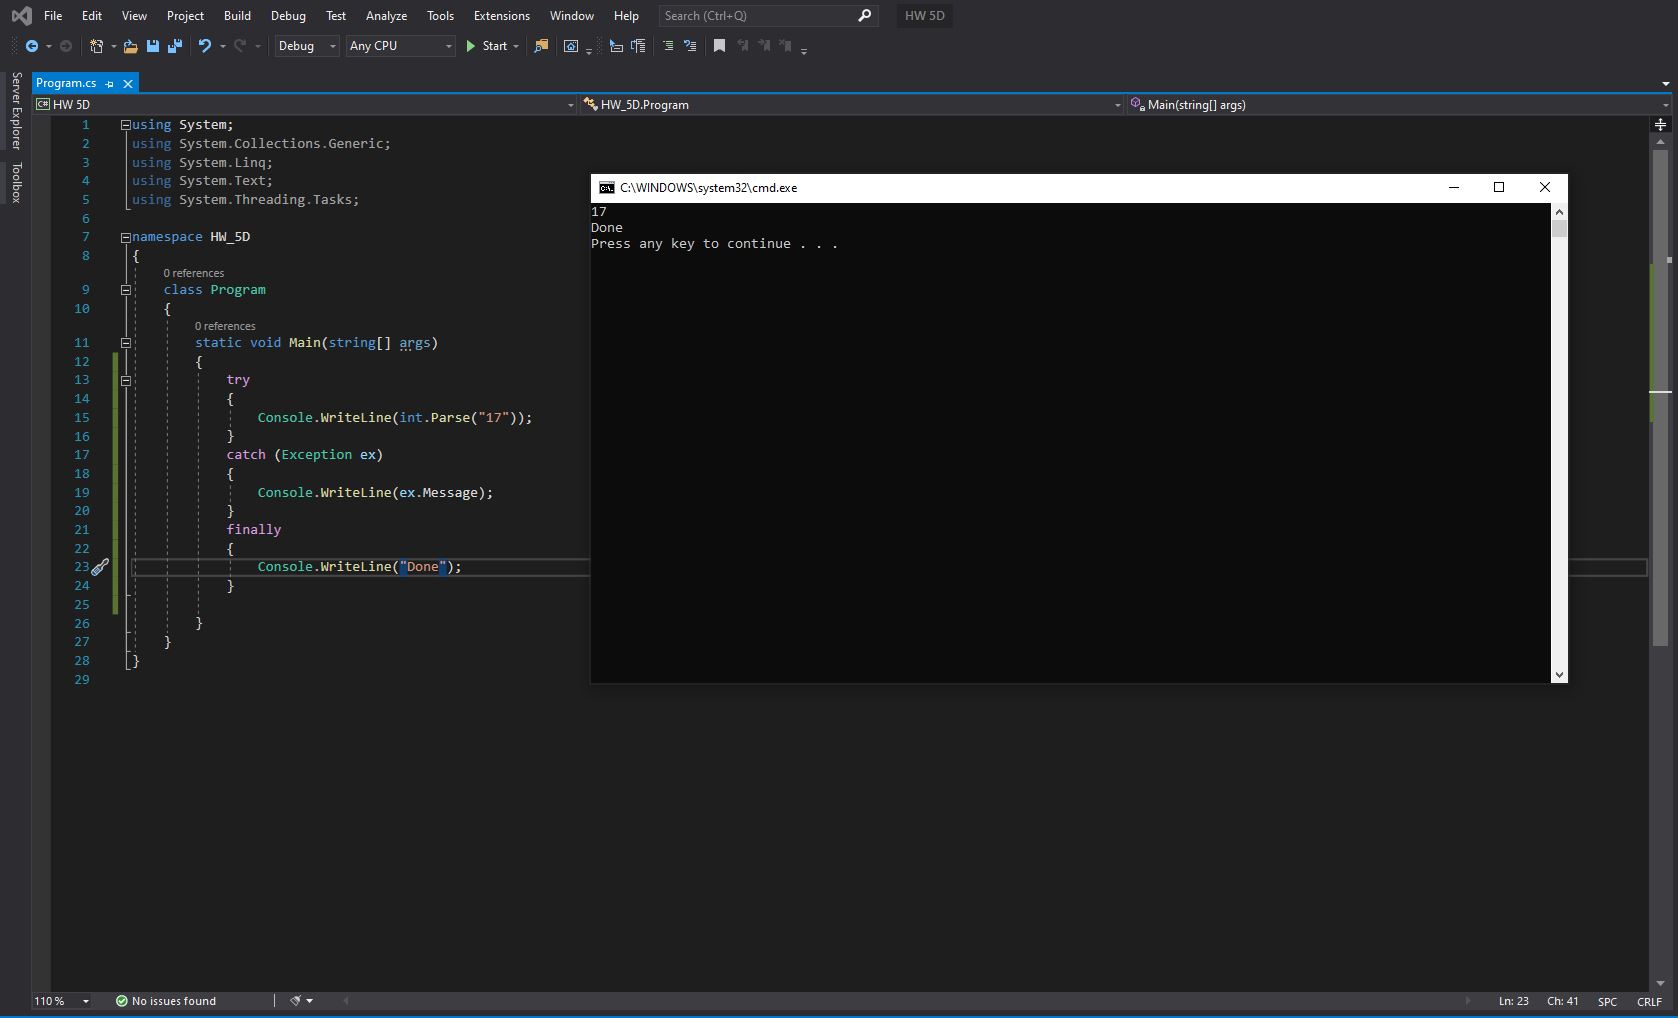 File Edit View Project Build Debug Test Analyze Tools Extensions Window Help Search (Ctrl+Q) HW 5D
Debug Any CPU Start
Server Explorer
Toolbox
Program.cs
C# HW 5D HW_5D.Program Main(string[] args)
1 using System;
2 using System.Collections.Generic;
3 using System.Linq;
4 using System.Text;
5 using System.Threading.Tasks;
6
7 namespace HW_5D
8 {
0 references
9 class Program
10 {
0 references
11 static void Main(string[] args)
12 {
13 try
14 {
15 Console.WriteLine(int.Parse("17"));
16 }
17 catch (Exception ex)
18 {
19 Console.WriteLine(ex.Message);
20 }
21 finally
22 {
23 Console.WriteLine("Done");
24 }
25
26 }
27 }
28 }
29
C:\WINDOWS\system32\cmd.exe
17
Done
Press any key to continue . . .
110 % No issues found Ln: 23 Ch: 41 SPC CRLF